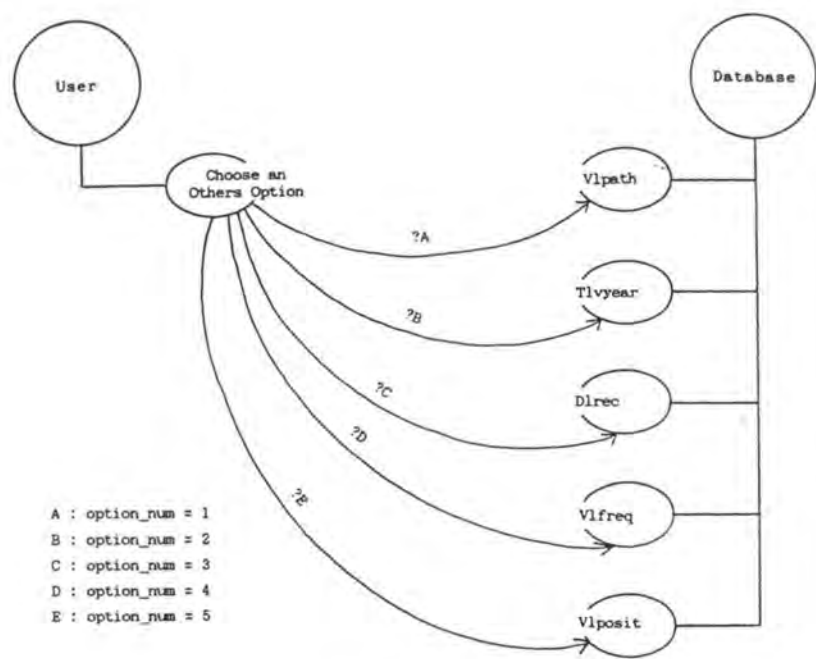 User
Database
Choose an
Others Option
Vlpath
?A
Tlvyear
?B
Dlrec
?C
?D
Vlfreq
?E
Vlposit
A : option_num = 1
B : option_num = 2
C : option_num = 3
D : option_num = 4
E : option_num = 5